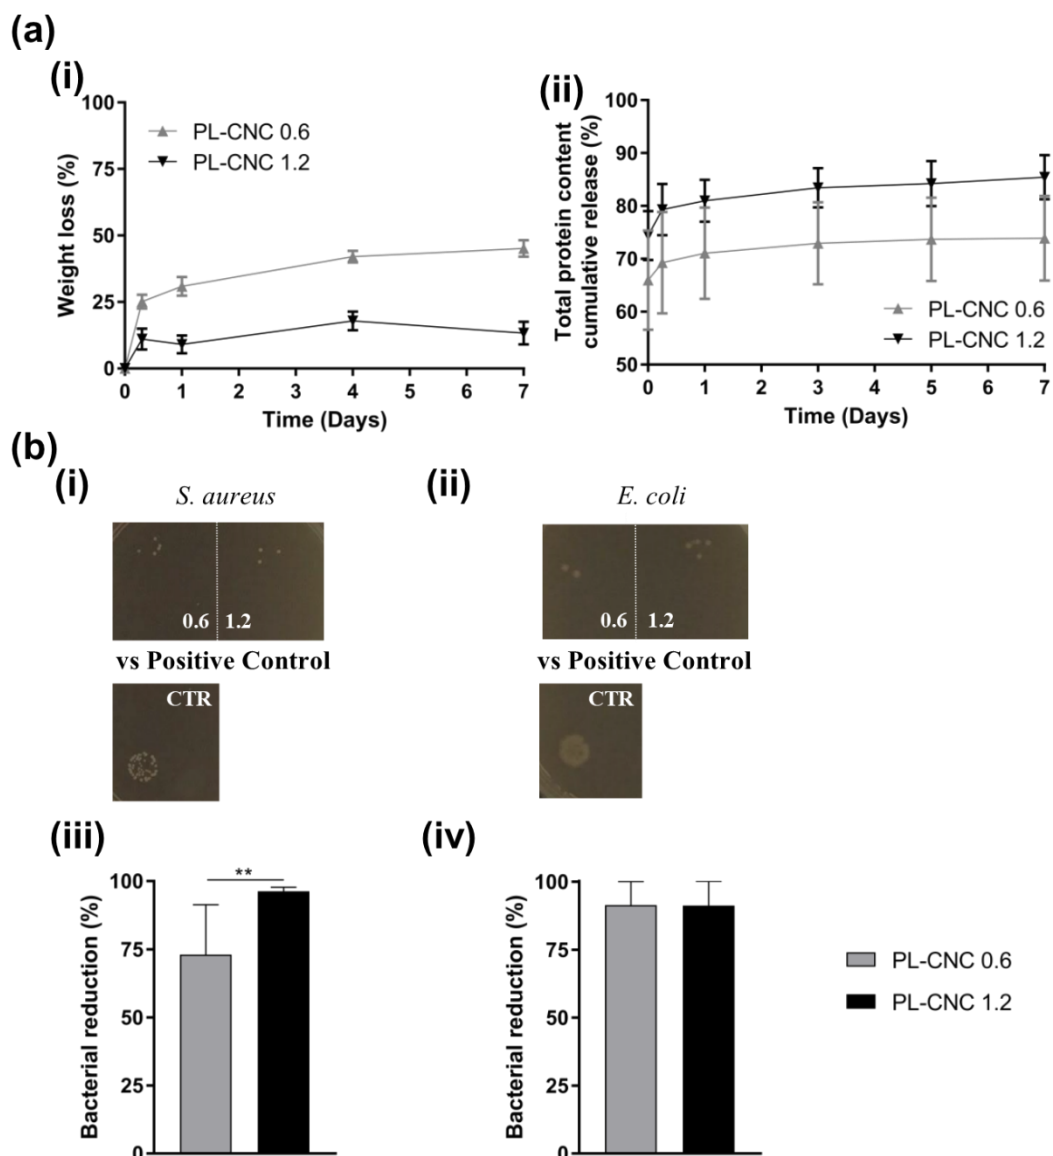 (a)
(i)
Weight loss (%)
100
75
50
25
0
PL-CNC 0.6
PL-CNC 1.2
0 1 2 3 4 5 6 7
Time (Days)
(ii)
Total protein content
cumulative release (%)
100
90
80
70
60
50
PL-CNC 0.6
PL-CNC 1.2
0 1 2 3 4 5 6 7
Time (Days)
(b)
(i)
S. aureus
0.6 1.2
vs Positive Control
CTR
(ii)
E. coli
0.6 1.2
vs Positive Control
CTR
(iii)
Bacterial reduction (%)
100
75
50
25
0
**
(iv)
Bacterial reduction (%)
100
75
50
25
0
PL-CNC 0.6
PL-CNC 1.2